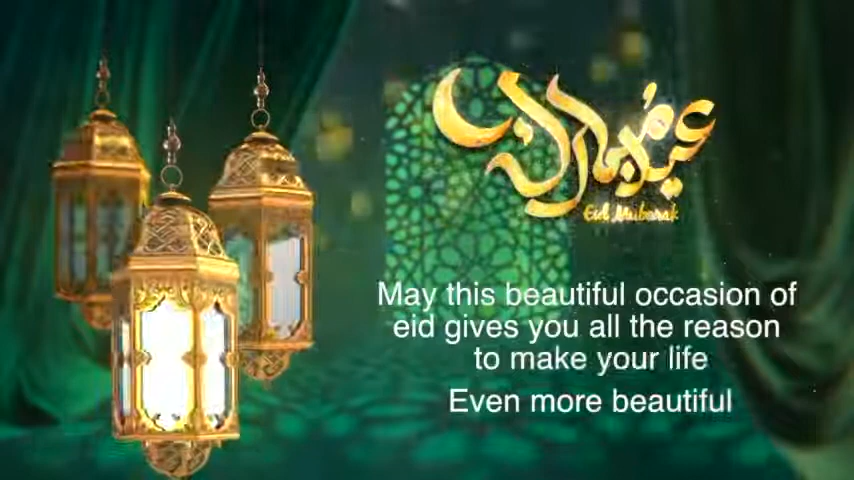 عيد مبارك
Eid Mubarak
May this beautiful occasion of
eid gives you all the reason
to make your life
Even more beautiful